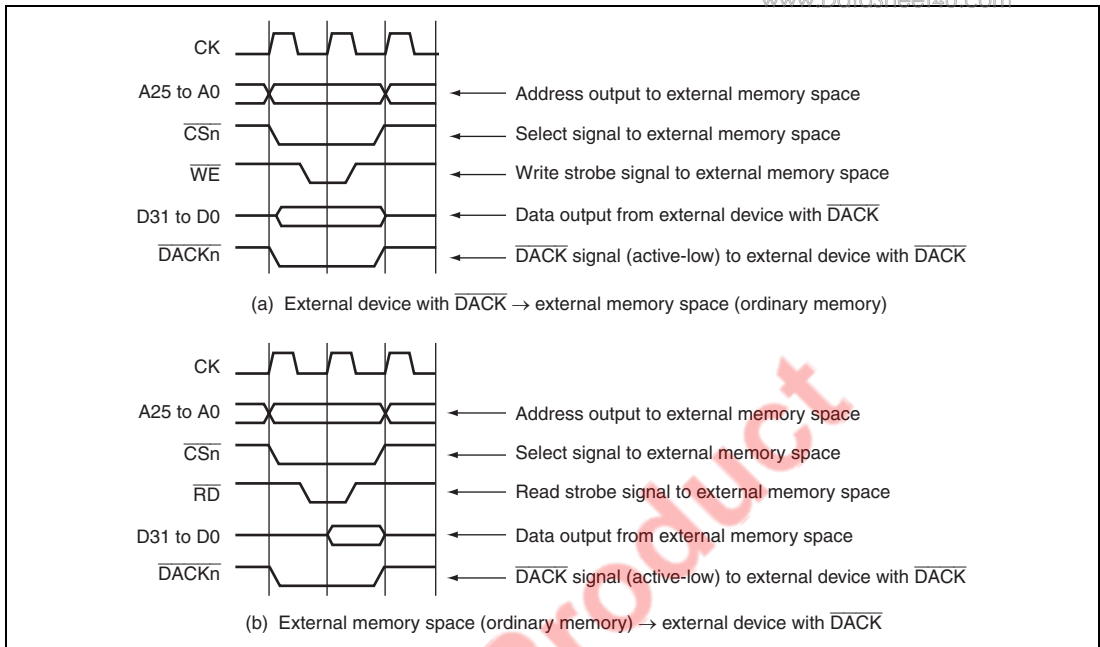 www.DataSheet4U.com
CK
A25 to A0 Address output to external memory space
CSn Select signal to external memory space
WE Write strobe signal to external memory space
D31 to D0 Data output from external device with DACK
DACKn DACK signal (active-low) to external device with DACK
(a) External device with DACK → external memory space (ordinary memory)
CK
A25 to A0 Address output to external memory space
CSn Select signal to external memory space
RD Read strobe signal to external memory space
D31 to D0 Data output from external memory space
DACKn DACK signal (active-low) to external device with DACK
(b) External memory space (ordinary memory) → external device with DACK
Product